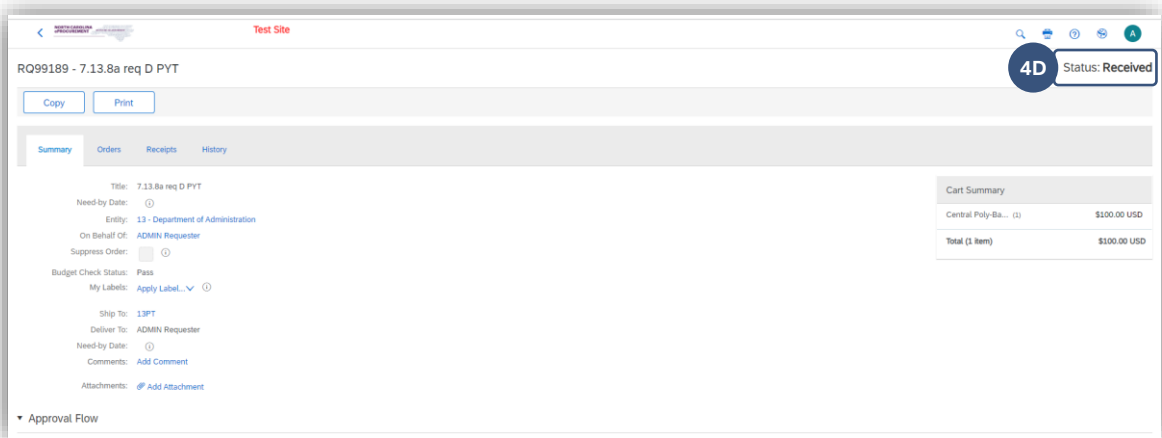 NORTH CAROLINA
ePROCUREMENT
Test Site
A
RQ99189 - 7.13.8a req D PYT
4D
Status: Received
Copy
Print
Summary
Orders
Receipts
History
Title: 7.13.8a req D PYT
Need-by Date:
Entity: 13 - Department of Administration
On Behalf Of: ADMIN Requester
Suppress Order:
Budget Check Status: Pass
My Labels: Apply Label...
Ship To: 13PT
Deliver To: ADMIN Requester
Need-by Date:
Comments: Add Comment
Attachments: Add Attachment
Cart Summary
Central Poly-Ba... (1) $100.00 USD
Total (1 item) $100.00 USD
Approval Flow